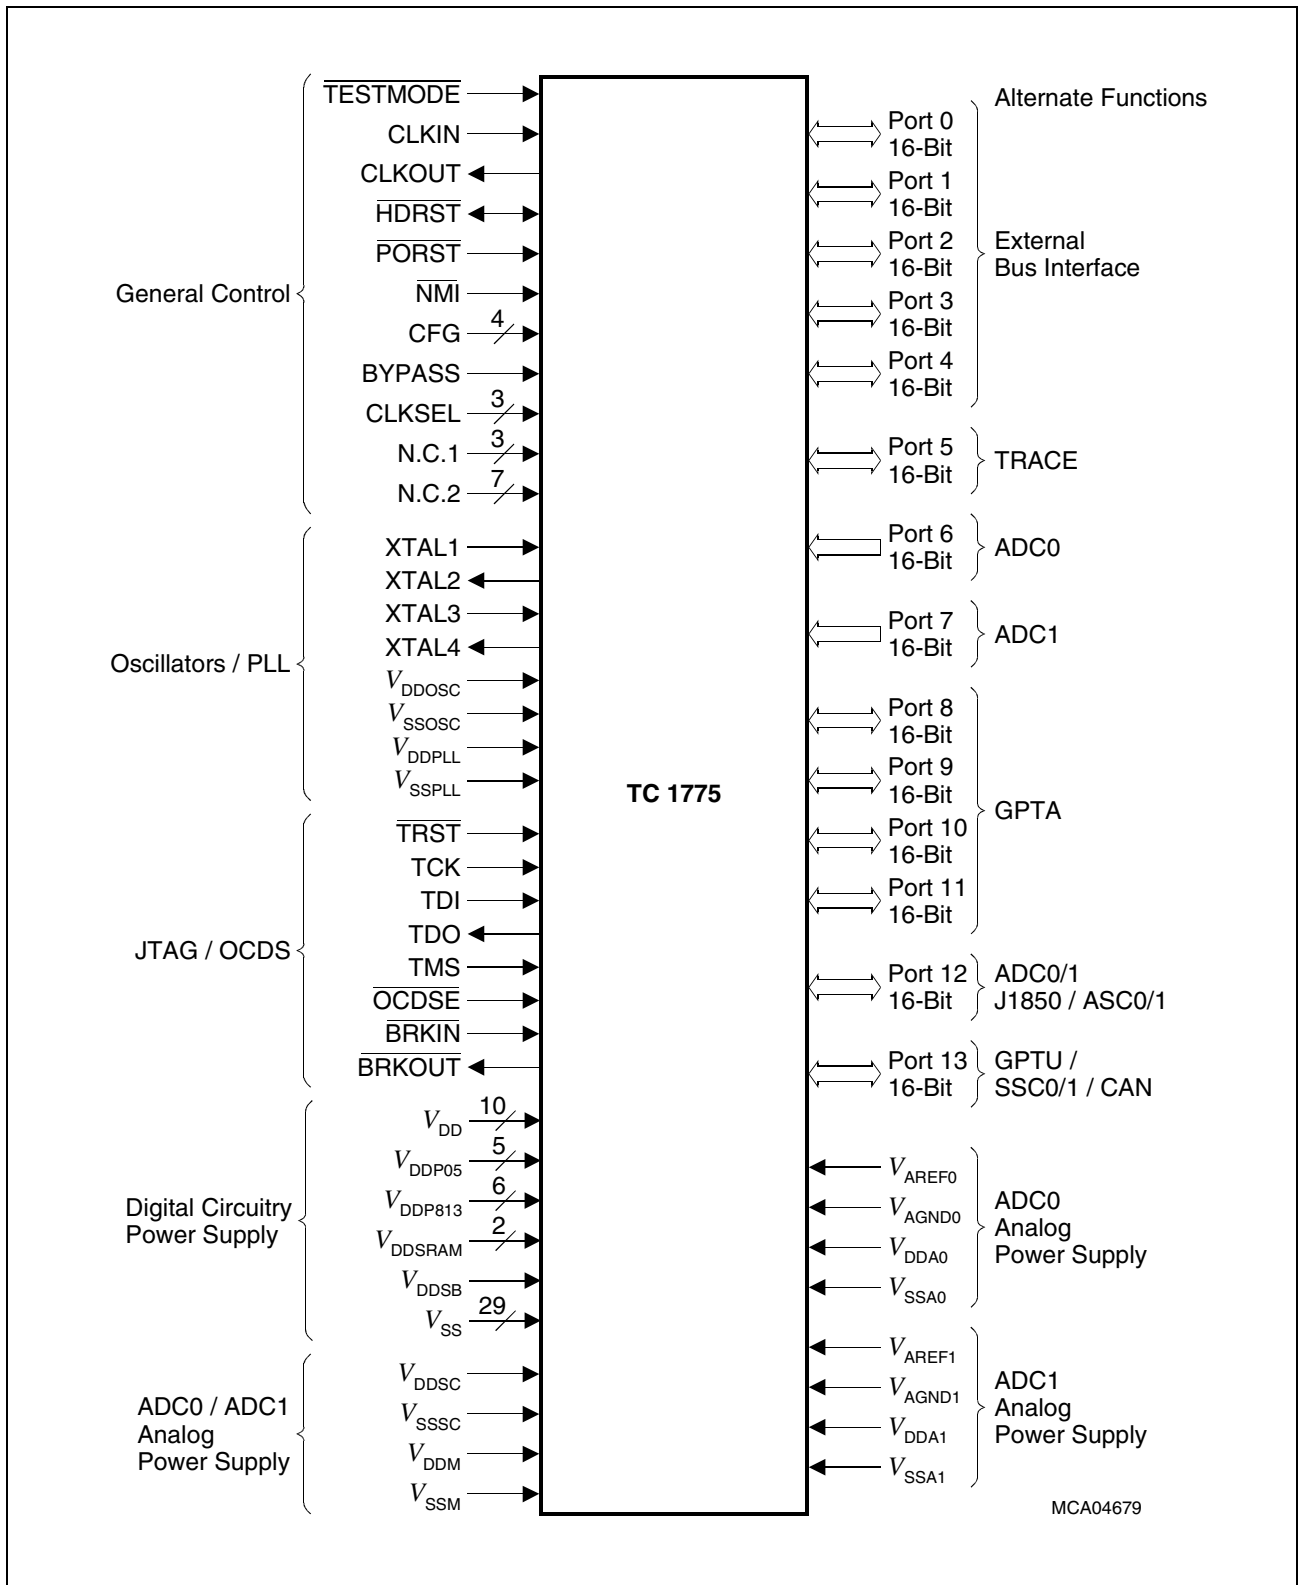 General Control
TESTMODE
CLKIN
CLKOUT
HDRST
PORST
NMI
CFG 4
BYPASS
CLKSEL 3
N.C.1 3
N.C.2 7
Oscillators / PLL
XTAL1
XTAL2
XTAL3
XTAL4
VDDOSC
VSSOSC
VDDPLL
VSSPLL
JTAG / OCDS
TRST
TCK
TDI
TDO
TMS
OCDSE
BRKIN
BRKOUT
Digital Circuitry
Power Supply
VDD 10
VDDP05 5
VDDP813 6
VDDSRAM 2
VDDSB
VSS 29
ADC0 / ADC1
Analog
Power Supply
VDDSC
VSSSC
VDDM
VSSM
TC 1775
Alternate Functions
Port 0
16-Bit
Port 1
16-Bit
Port 2
16-Bit
Port 3
16-Bit
Port 4
16-Bit
External
Bus Interface
Port 5
16-Bit
TRACE
Port 6
16-Bit
ADC0
Port 7
16-Bit
ADC1
Port 8
16-Bit
Port 9
16-Bit
Port 10
16-Bit
Port 11
16-Bit
GPTA
Port 12
16-Bit
ADC0/1
J1850 / ASC0/1
Port 13
16-Bit
GPTU /
SSC0/1 / CAN
VAREF0
VAGND0
VDDA0
VSSA0
ADC0
Analog
Power Supply
VAREF1
VAGND1
VDDA1
VSSA1
ADC1
Analog
Power Supply
MCA04679